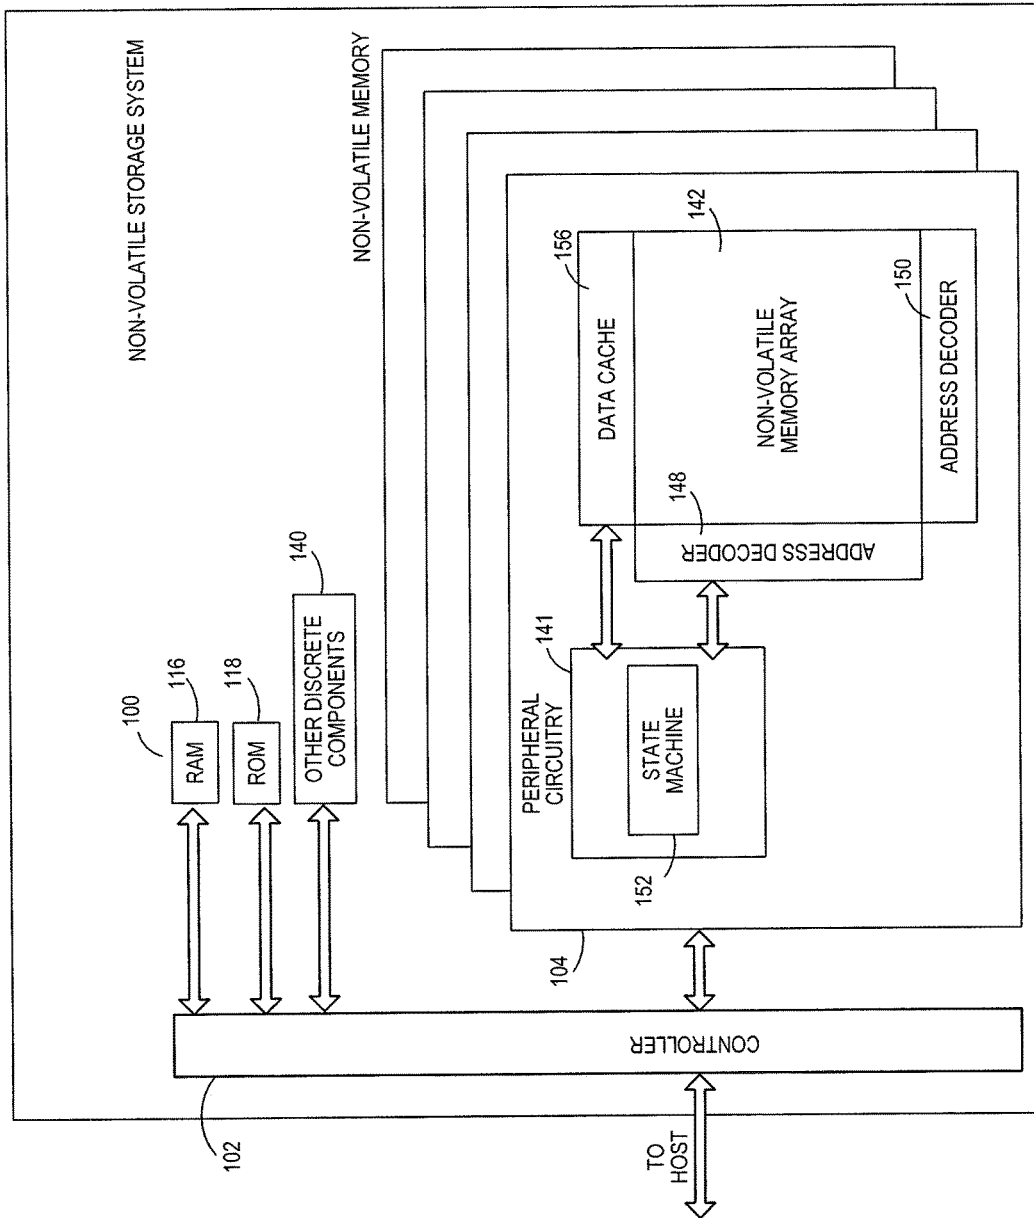 NON-VOLATILE STORAGE SYSTEM
100
116
RAM
118
ROM
140
OTHER DISCRETE
COMPONENTS
NON-VOLATILE MEMORY
102
CONTROLLER
TO
HOST
104
PERIPHERAL
CIRCUITRY
141
STATE
MACHINE
152
DATA CACHE
156
148
ADDRESS DECODER
NON-VOLATILE
MEMORY ARRAY
142
ADDRESS DECODER
150